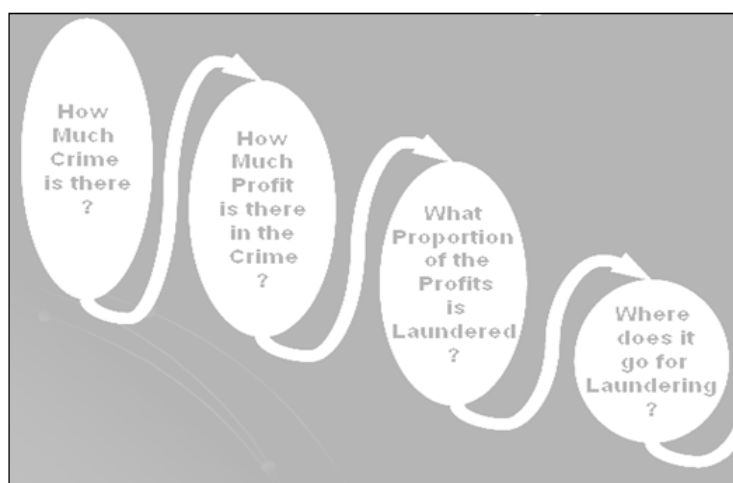 How
Much
Crime
is there
?
How
Much
Profit
is there
in the
Crime
?
What
Proportion
of the
Profits
is
Laundered
?
Where
does it
go for
Laundering
?